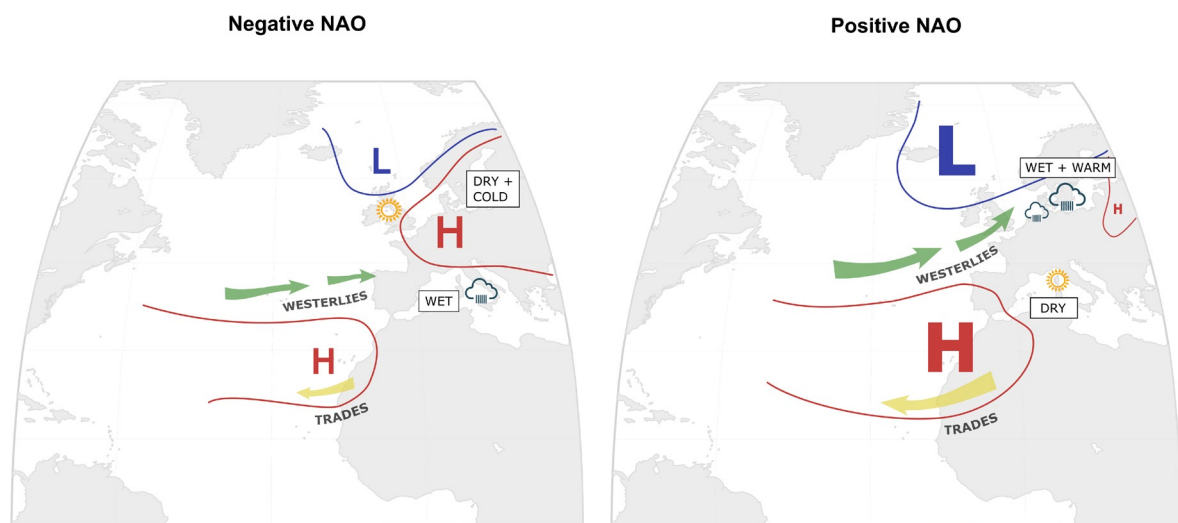 Negative NAO
L
DRY +
COLD
H
WESTERLIES
WET
H
TRADES
Positive NAO
L
WET + WARM
H
WESTERLIES
DRY
H
TRADES